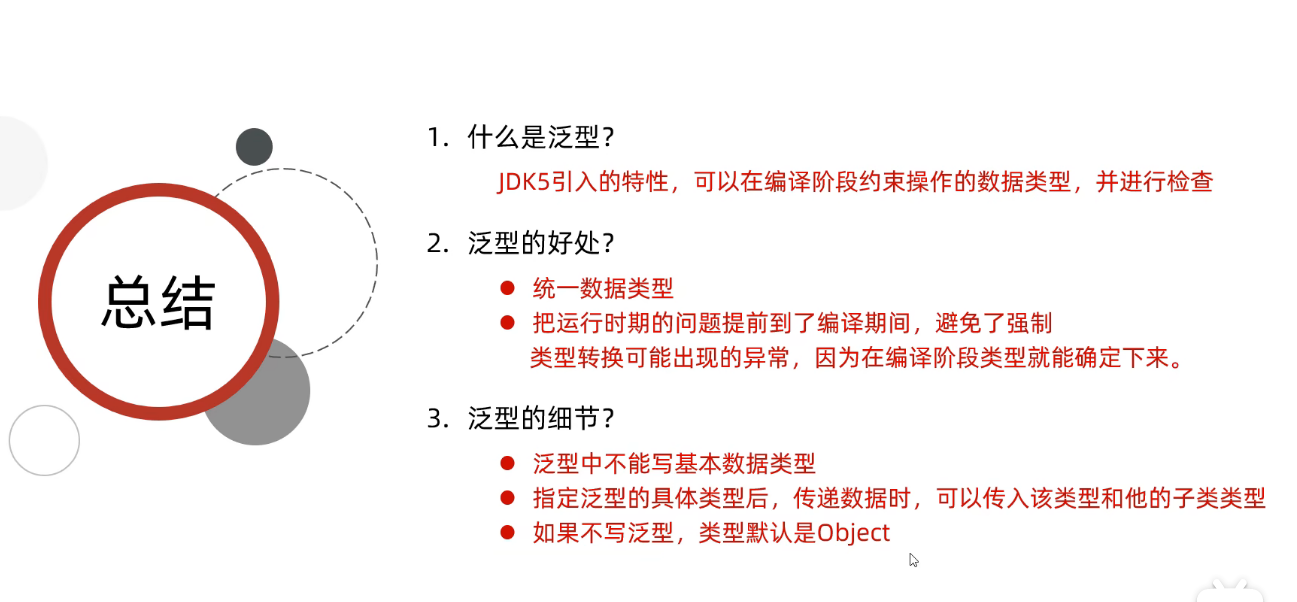 总结
1. 什么是泛型?
JDK5引入的特性，可以在编译阶段约束操作的数据类型，并进行检查
2. 泛型的好处?
● 统一数据类型
● 把运行时期的问题提前到了编译期间，避免了强制
类型转换可能出现的异常，因为在编译阶段类型就能确定下来。
3. 泛型的细节?
● 泛型中不能写基本数据类型
● 指定泛型的具体类型后，传递数据时，可以传入该类型和他的子类类型
● 如果不写泛型，类型默认是Object